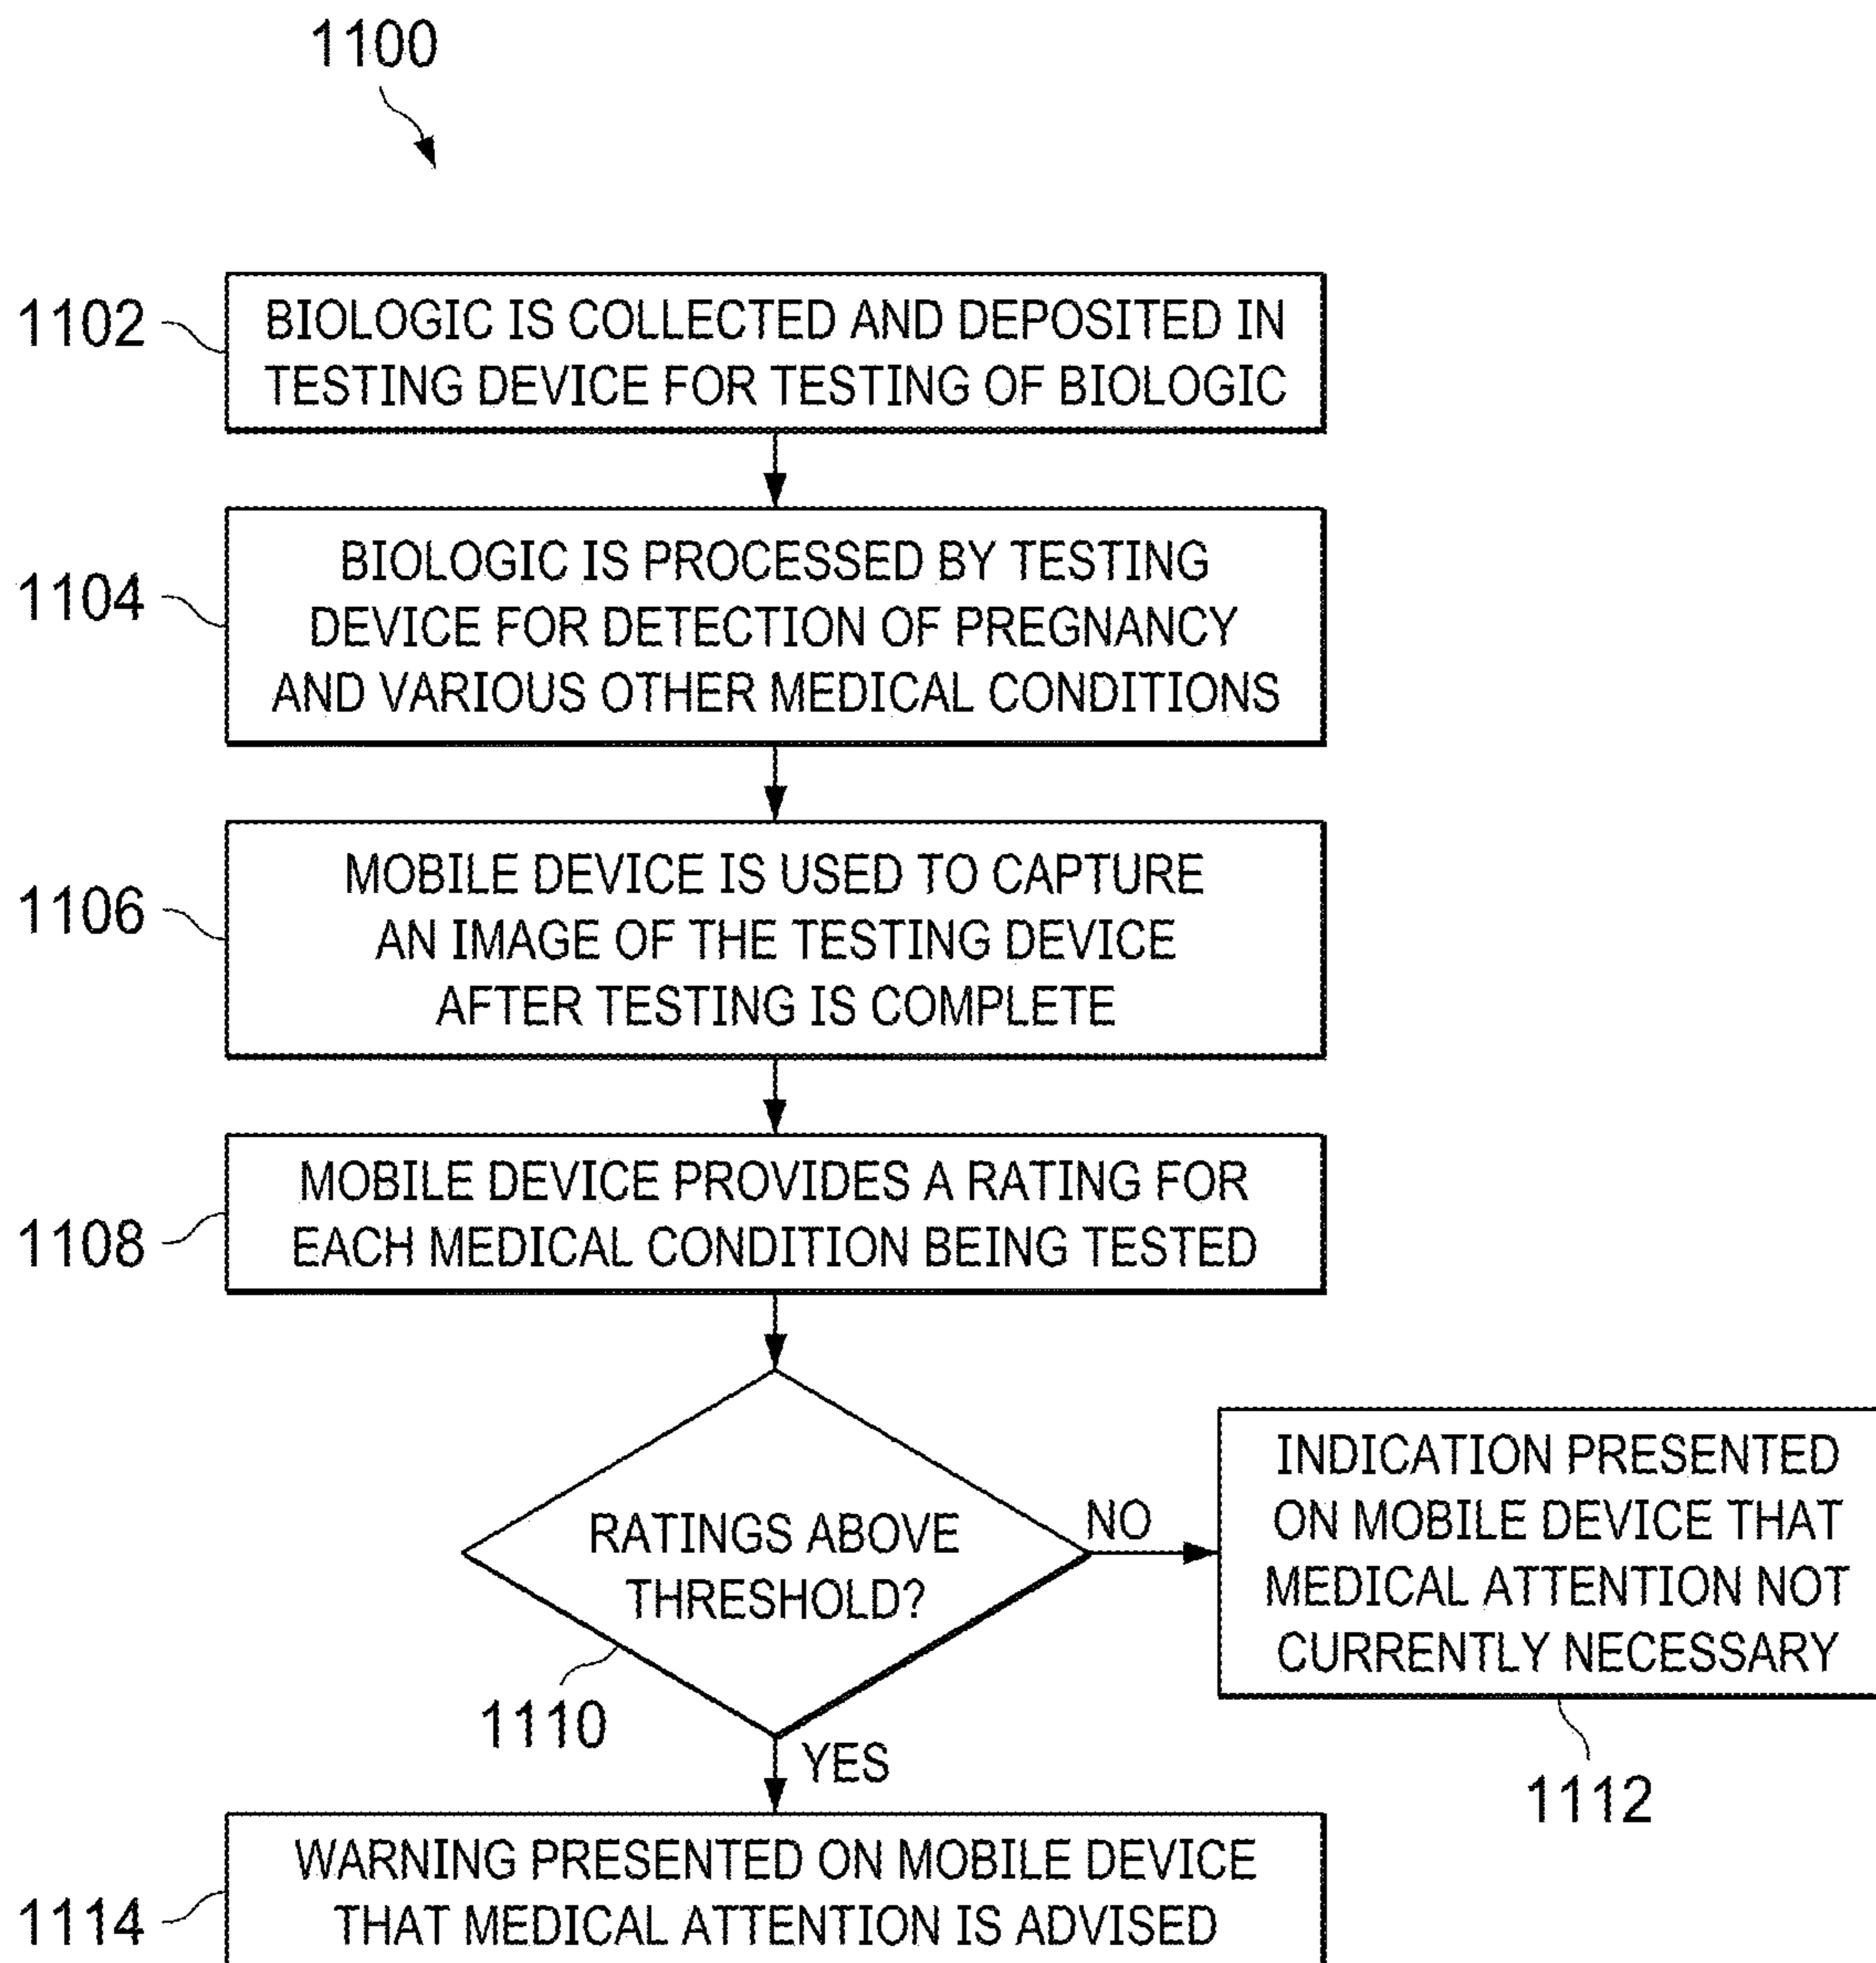 1100
1102
BIOLOGIC IS COLLECTED AND DEPOSITED IN
TESTING DEVICE FOR TESTING OF BIOLOGIC
1104
BIOLOGIC IS PROCESSED BY TESTING
DEVICE FOR DETECTION OF PREGNANCY
AND VARIOUS OTHER MEDICAL CONDITIONS
1106
MOBILE DEVICE IS USED TO CAPTURE
AN IMAGE OF THE TESTING DEVICE
AFTER TESTING IS COMPLETE
1108
MOBILE DEVICE PROVIDES A RATING FOR
EACH MEDICAL CONDITION BEING TESTED
RATINGS ABOVE
THRESHOLD?
1110
NO
INDICATION PRESENTED
ON MOBILE DEVICE THAT
MEDICAL ATTENTION NOT
CURRENTLY NECESSARY
1112
YES
1114
WARNING PRESENTED ON MOBILE DEVICE
THAT MEDICAL ATTENTION IS ADVISED